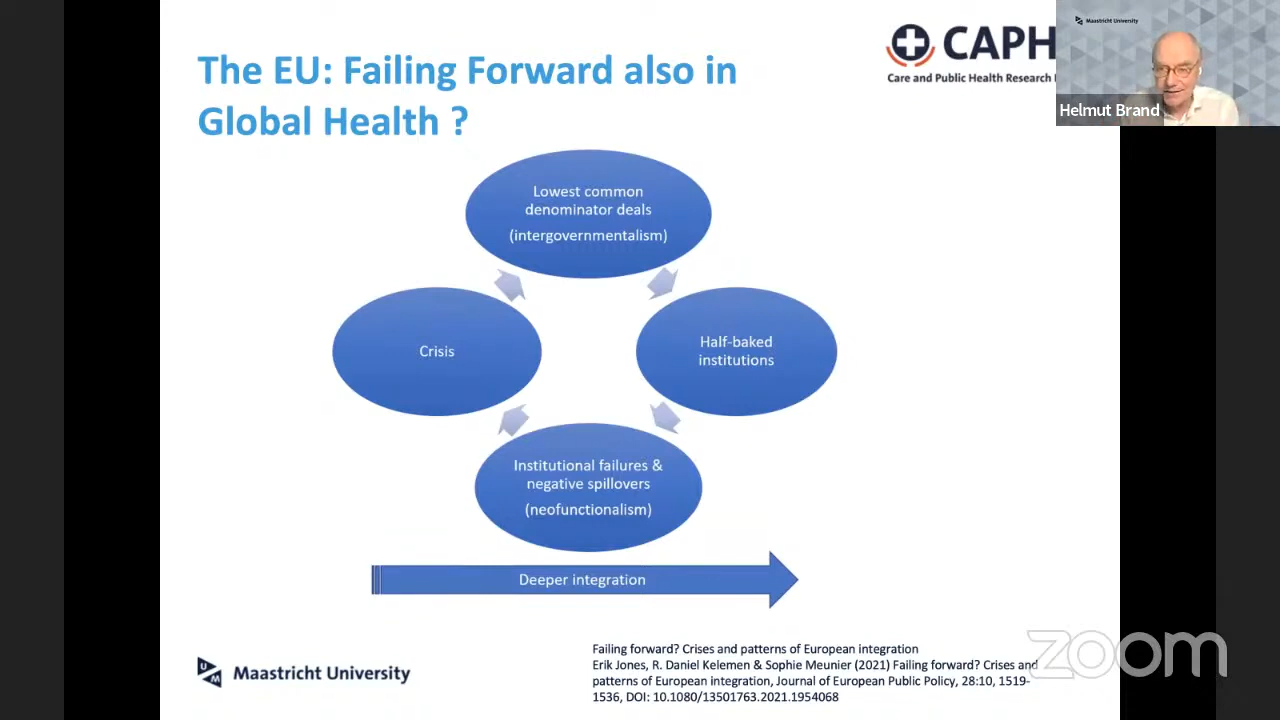 The EU: Failing Forward also in
Global Health ?
CAPH
Care and Public Health Research
Maastricht University
Helmut Brand
Lowest common
denominator deals
(intergovernmentalism)
Crisis
Half-baked
institutions
Institutional failures &
negative spillovers
(neofunctionalism)
Deeper integration
UM
Maastricht University
Failing forward? Crises and patterns of European integration
Erik Jones, R. Daniel Kelemen & Sophie Meunier (2021) Failing forward? Crises and
patterns of European integration, Journal of European Public Policy, 28:10, 1519-
1536, DOI: 10.1080/13501763.2021.1954068
zoom